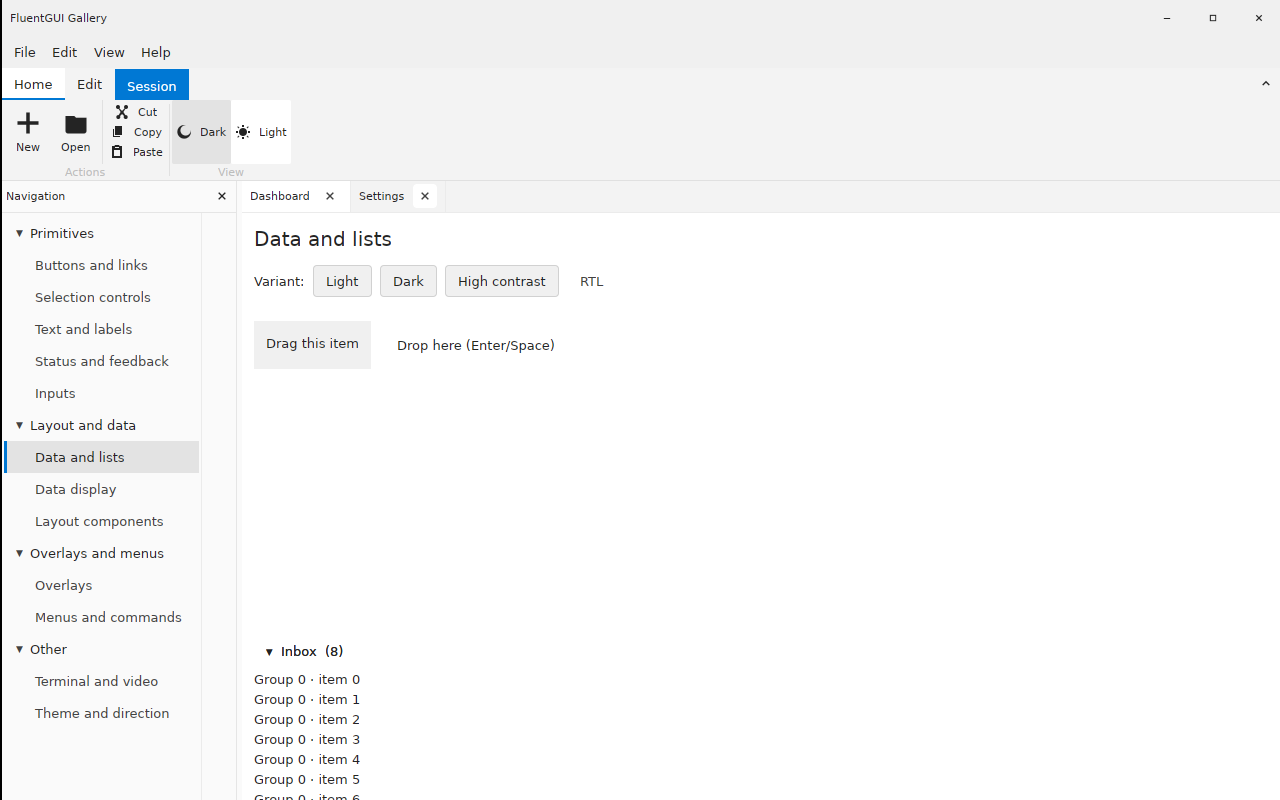 FluentGUI Gallery
File Edit View Help
Home Edit Session
New Open Cut Copy Paste Dark Light
Actions View
Navigation
Dashboard Settings
Primitives
Buttons and links
Selection controls
Text and labels
Status and feedback
Inputs
Layout and data
Data and lists
Data display
Layout components
Overlays and menus
Overlays
Menus and commands
Other
Terminal and video
Theme and direction
Data and lists
Variant: Light Dark High contrast RTL
Drag this item Drop here (Enter/Space)
Inbox (8)
Group 0 · item 0
Group 0 · item 1
Group 0 · item 2
Group 0 · item 3
Group 0 · item 4
Group 0 · item 5
Group 0 · item 6